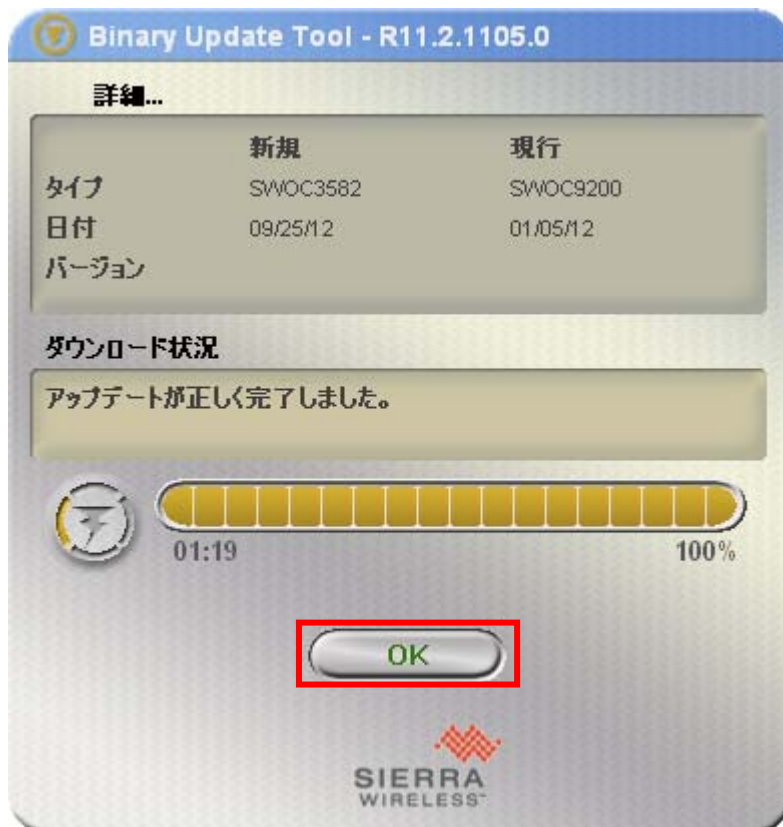 Binary Update Tool - R11.2.1105.0
詳細...
新規 現行
タイプ SWOC3582 SWOC9200
日付 09/25/12 01/05/12
バージョン
ダウンロード状況
アップデートが正しく完了しました。
01:19 100%
OK
SIERRA
WIRELESS™